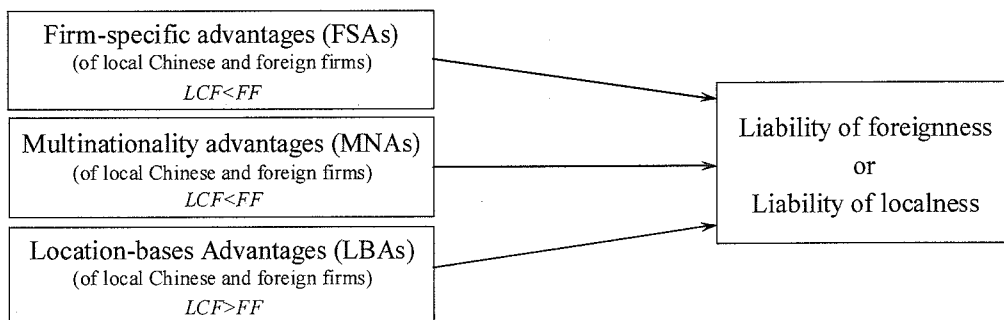 Firm-specific advantages (FSAs)
(of local Chinese and foreign firms)
LCF<FF
Multinationality advantages (MNAs)
(of local Chinese and foreign firms)
LCF<FF
Location-bases Advantages (LBAs)
(of local Chinese and foreign firms)
LCF>FF
Liability of foreignness
or
Liability of localness